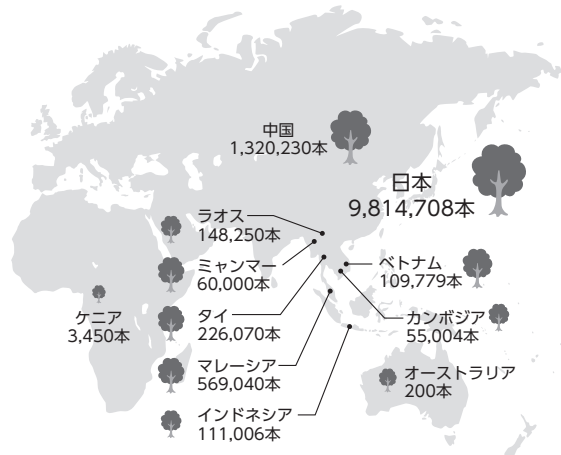 中国
1,320,230本
日本
9,814,708本
ラオス
148,250本
ミャンマー
60,000本
ベトナム
109,779本
ケニア
3,450本
タイ
226,070本
カンボジア
55,004本
マレーシア
569,040本
オーストラリア
200本
インドネシア
111,006本